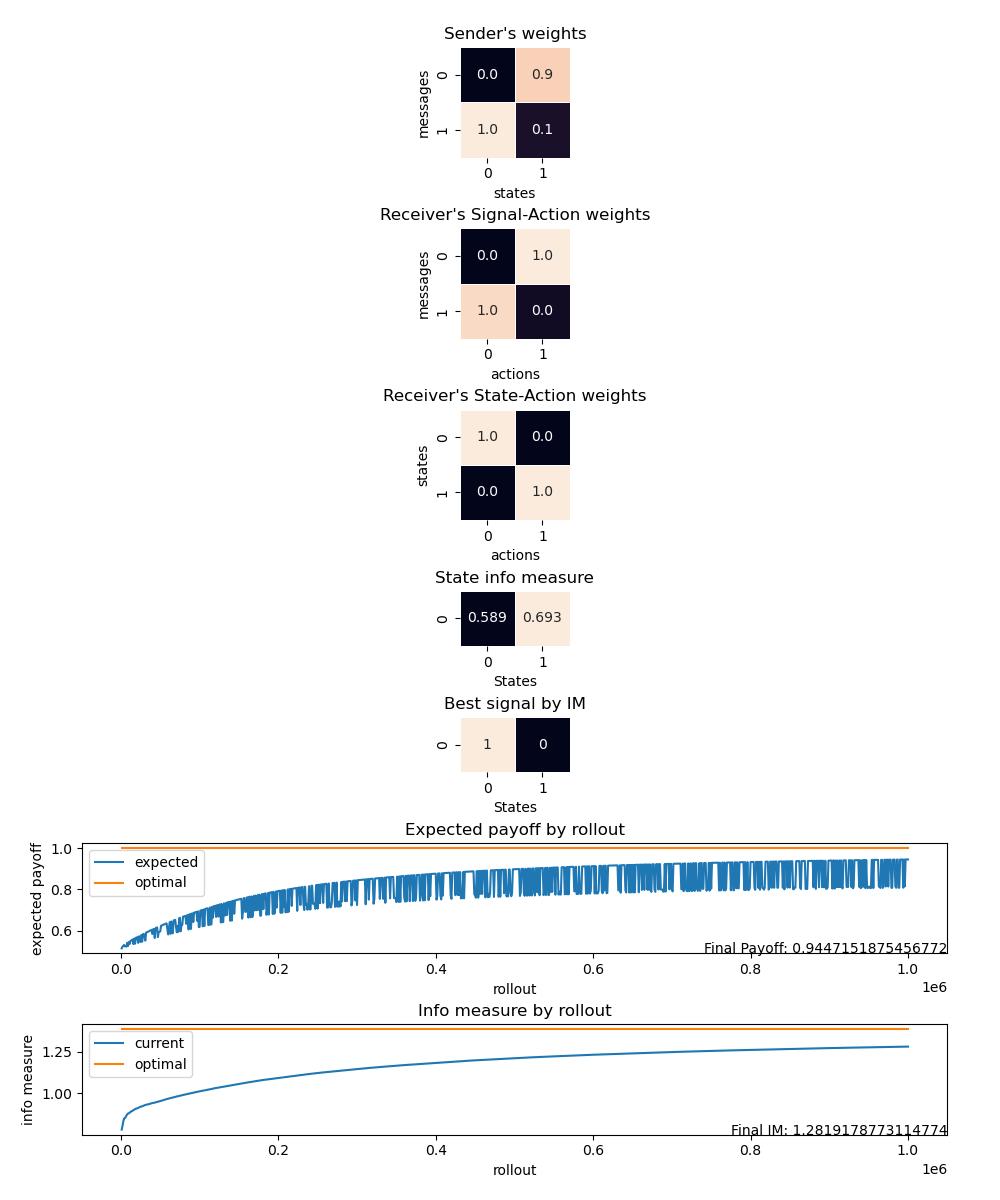 Sender's weights
messages
0
0.0 0.9
1
1.0 0.1
0 1
states
Receiver's Signal-Action weights
messages
0
0.0 1.0
1
1.0 0.0
0 1
actions
Receiver's State-Action weights
states
0
1.0 0.0
1
0.0 1.0
0 1
actions
State info measure
0
0.589 0.693
0 1
States
Best signal by IM
0
1 0
0 1
States
Expected payoff by rollout
expected payoff
1.0
0.8
0.6
expected
optimal
Final Payoff: 0.9447151875456772
0.0 0.2 0.4 0.6 0.8 1.0
1e6
rollout
Info measure by rollout
info measure
1.25
1.00
current
optimal
Final IM: 1.2819178773114774
0.0 0.2 0.4 0.6 0.8 1.0
1e6
rollout